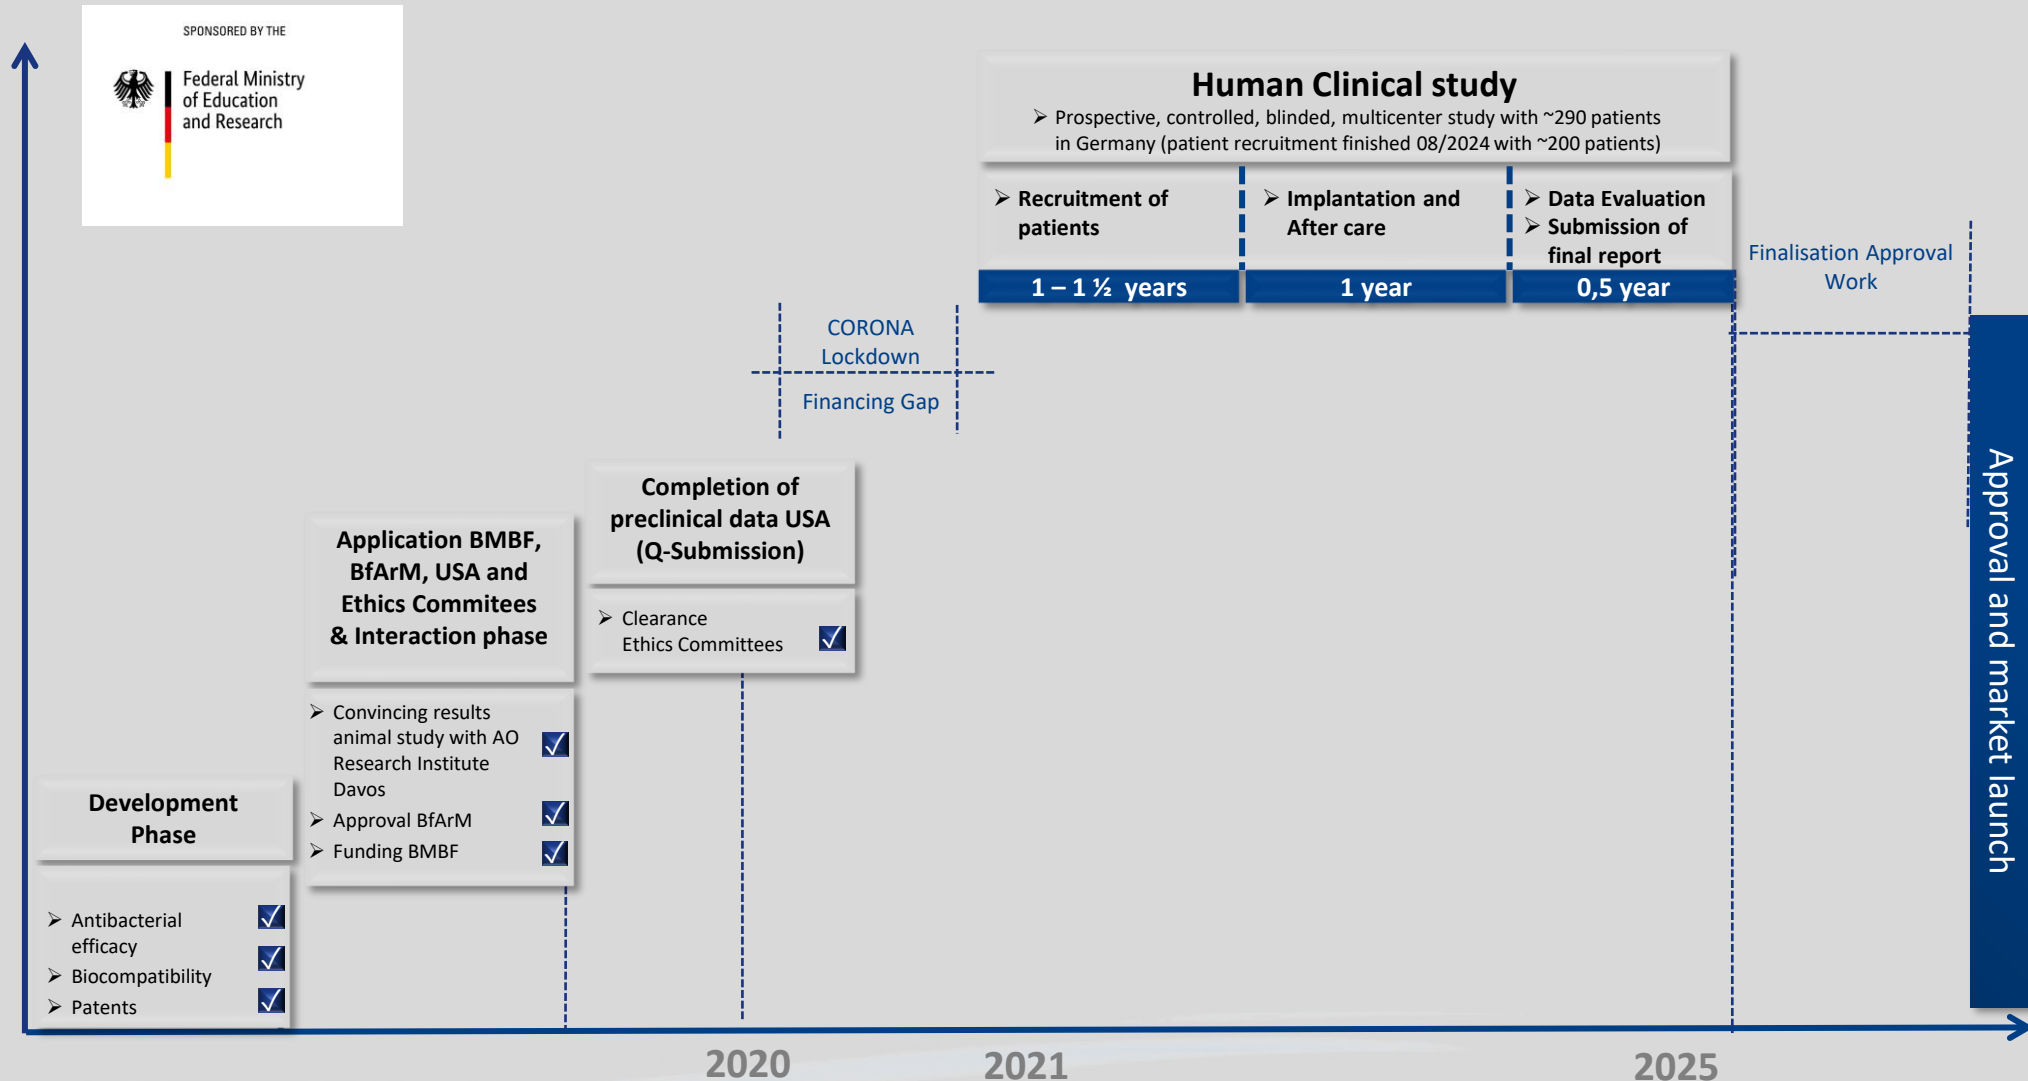 SPONSORED BY THE
Federal Ministry
of Education
and Research
Human Clinical study
➢ Prospective, controlled, blinded, multicenter study with ~290 patients
in Germany (patient recruitment finished 08/2024 with ~200 patients)
➢ Recruitment of
patients
1 – 1 ½ years
➢ Implantation and
After care
1 year
➢ Data Evaluation
➢ Submission of
final report
0,5 year
Finalisation Approval
Work
CORONA
Lockdown
Financing Gap
Completion of
preclinical data USA
(Q-Submission)
➢ Clearance
Ethics Committees
Application BMBF,
BfArM, USA and
Ethics Commitees
& Interaction phase
➢ Convincing results
animal study with AO
Research Institute
Davos
➢ Approval BfArM
➢ Funding BMBF
Development
Phase
➢ Antibacterial
efficacy
➢ Biocompatibility
➢ Patents
Approval and market launch
2020
2021
2025